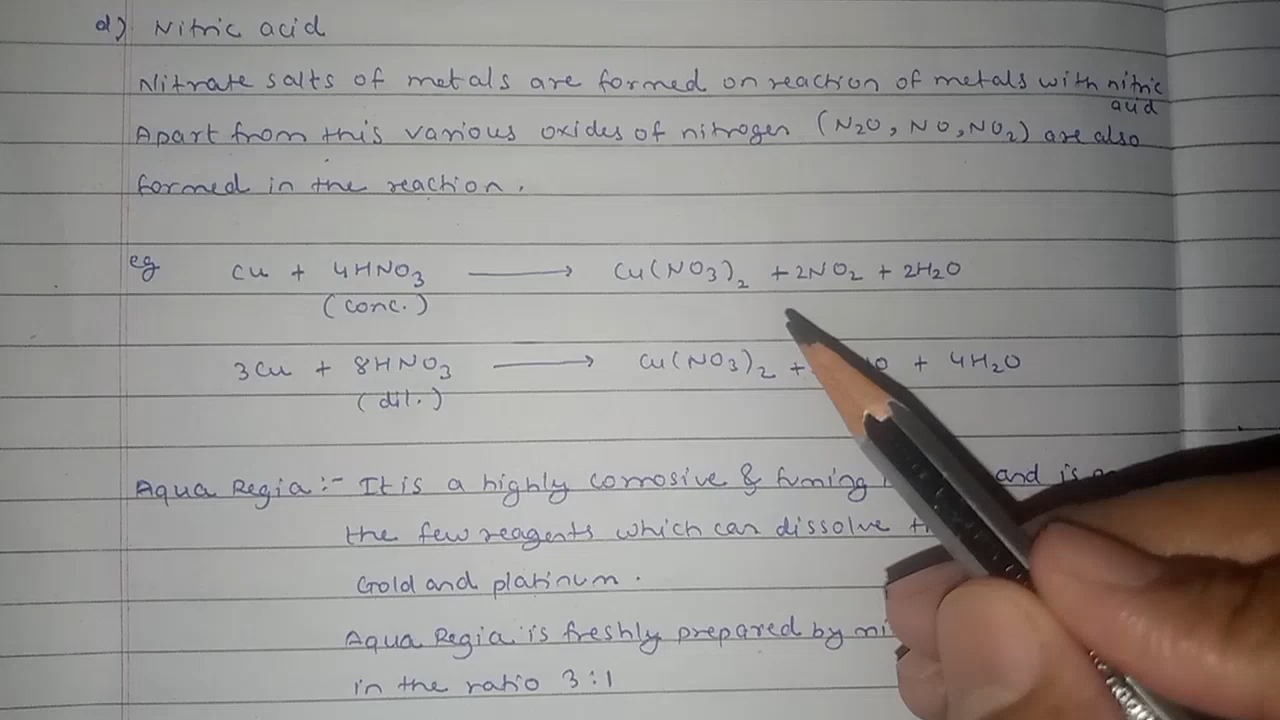 d) Nitric acid
Nitrate salts of metals are formed on reaction of metals with nitric
acid
Apart from this various oxides of nitrogen (N2O, NO, NO2) are also
formed in the reaction.
eg Cu + 4HNO3 ⟶ Cu(NO3)2 + 2NO2 + 2H2O
(conc.)
3Cu + 8HNO3 ⟶ Cu(NO3)2 + O + 4H2O
(dil.)
Aqua Regia :- It is a highly corrosive & fuming and is
the few reagents which can dissolve
Gold and platinum.
Aqua Regia is freshly prepared by
in the ratio 3:1